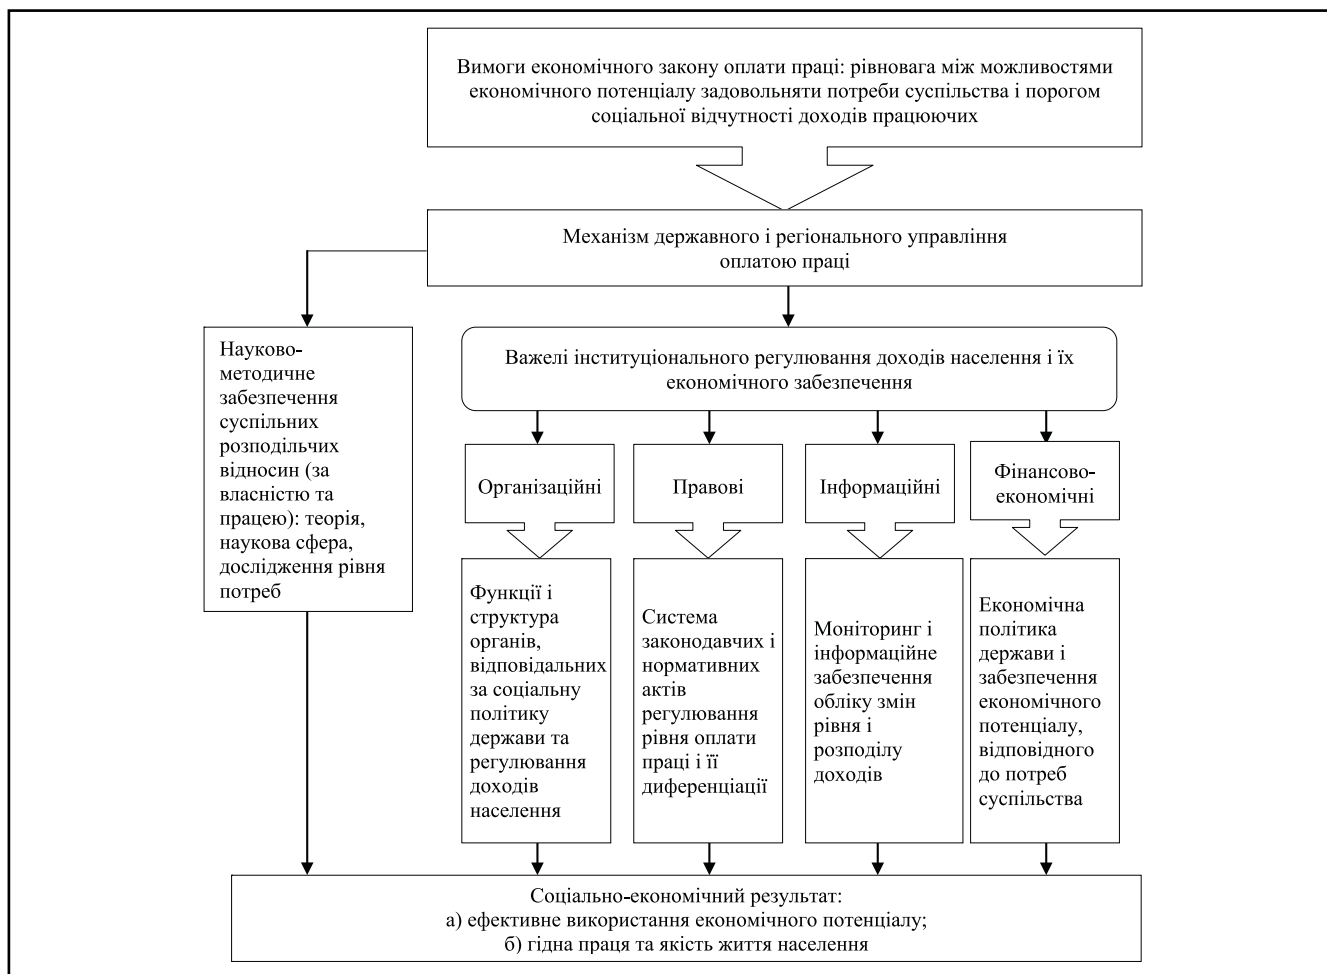 Вимоги економічного закону оплати праці: рівновага між можливостями
економічного потенціалу задовольняти потреби суспільства і порогом
соціальної відчутності доходів працюючих
Механізм державного і регіонального управління
оплатою праці
Науково-
методичне
забезпечення
суспільних
розподільчих
відносин (за
власністю та
працею): теорія,
наукова сфера,
дослідження рівня
потреб
Важелі інституціонального регулювання доходів населення і їх
економічного забезпечення
Організаційні
Правові
Інформаційні
Фінансово-
економічні
Функції і
структура
органів,
відповідальних
за соціальну
політику
держави та
регулювання
доходів
населення
Система
законодавчих і
нормативних
актів
регулювання
рівня оплати
праці і її
диференціації
Моніторинг і
інформаційне
забезпечення
обліку змін
рівня і
розподілу
доходів
Економічна
політика
держави і
забезпечення
економічного
потенціалу,
відповідного
до потреб
суспільства
Соціально-економічний результат:
а) ефективне використання економічного потенціалу;
б) гідна праця та якість життя населення